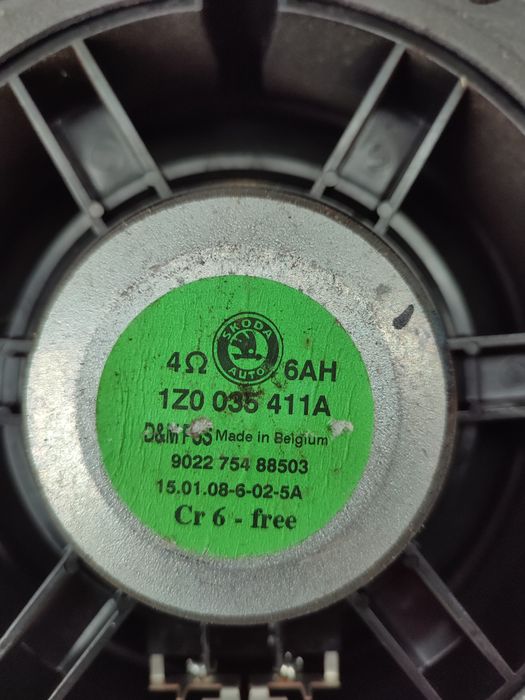 SKODA
AUTO
4Ω 6AH
1Z0 035 411A
D&M PSS Made in Belgium
9022 754 88503
15.01.08-6-02-5A
Cr 6 - free